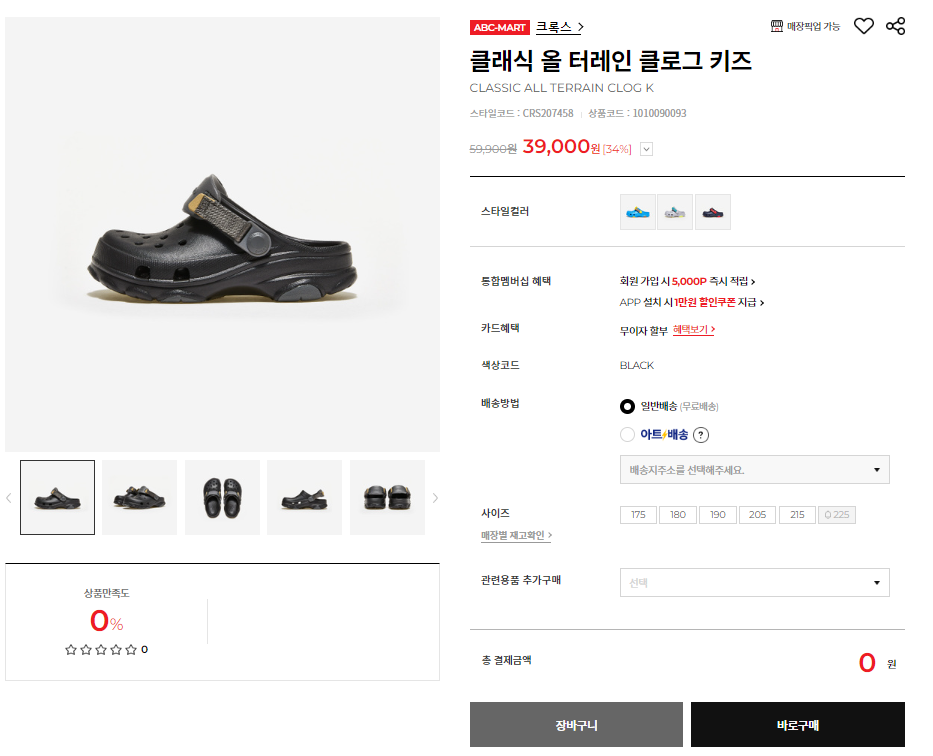 ABC-MART 크록스 >
매장픽업 가능
클래식 올 터레인 클로그 키즈
CLASSIC ALL TERRAIN CLOG K
스타일코드 : CRS207458 | 상품코드 : 1010090093
59,900원 39,000원 [34%]
스타일컬러
통합멤버십 혜택
회원 가입 시 5,000P 즉시 적립 >
APP 설치 시 1만원 할인쿠폰 지급 >
카드혜택
무이자 할부 혜택보기 >
색상코드
BLACK
배송방법
일반배송 (무료배송)
아트⚡배송 ?
배송지주소를 선택해주세요.
사이즈
매장별 재고확인 >
175 180 190 205 215 225
관련용품 추가구매
선택
총 결제금액
0 원
장바구니
바로구매
상품만족도
0%
0